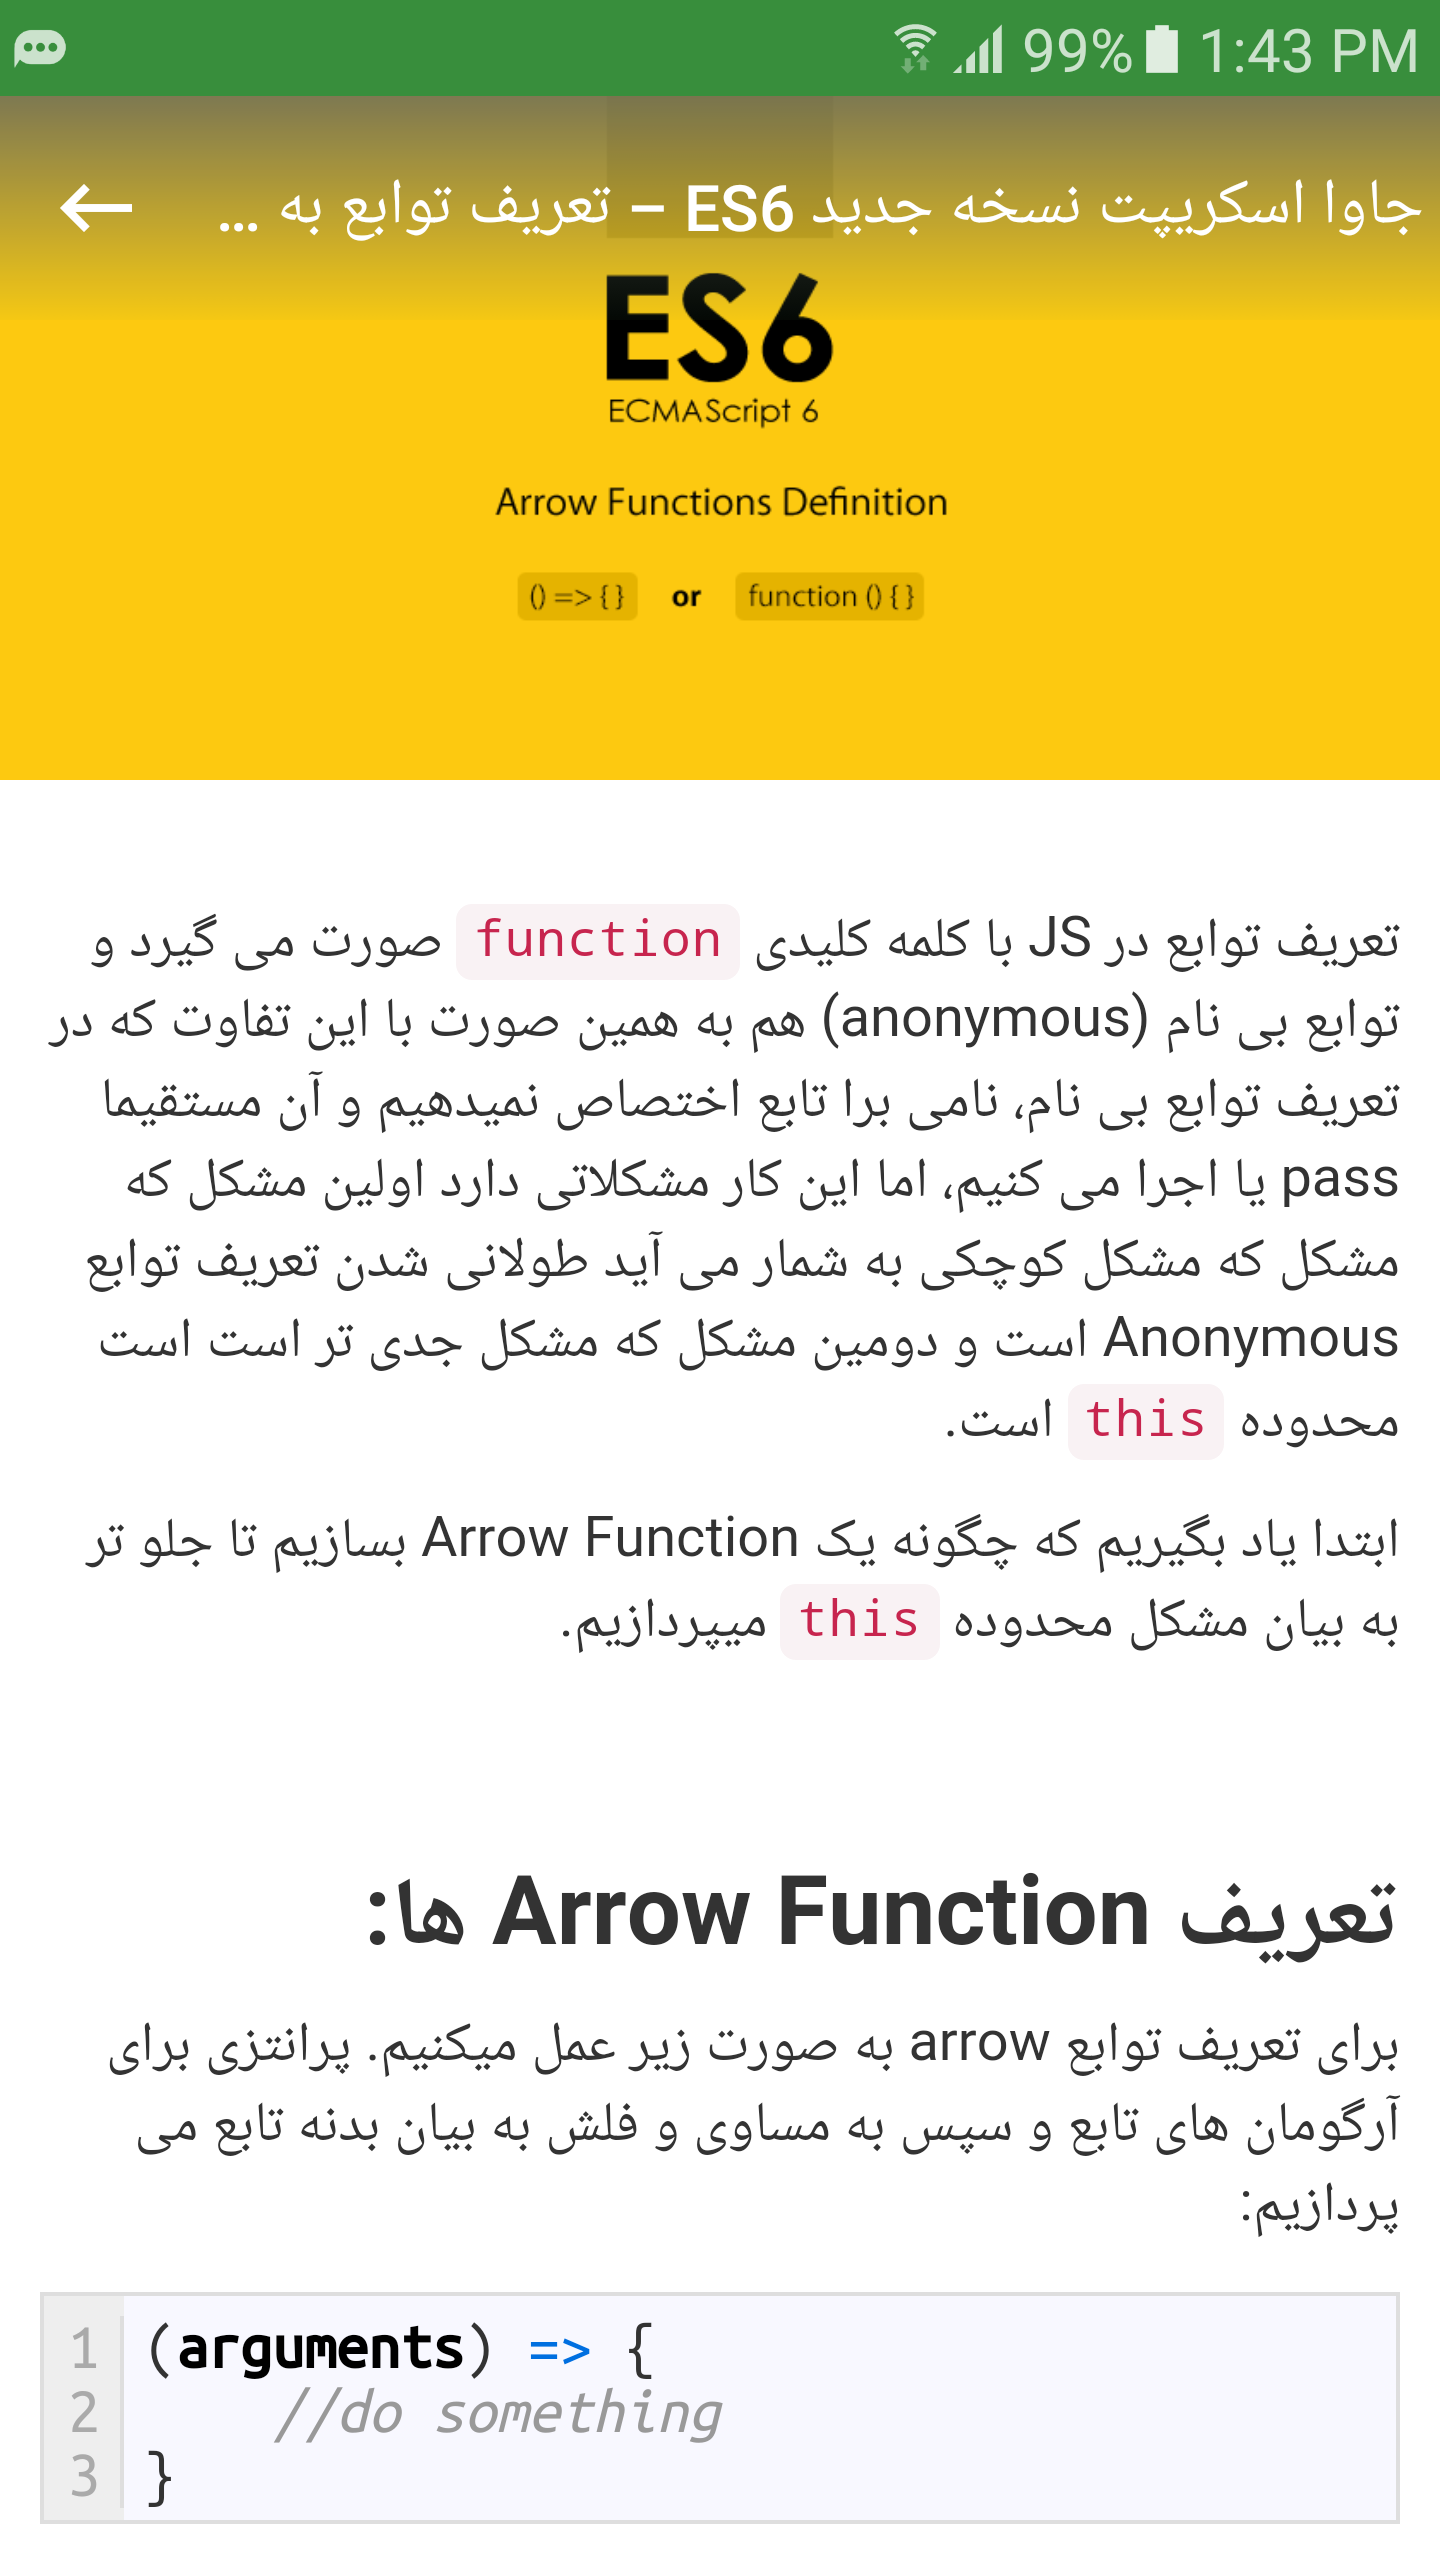 99% 1:43 PM
جاوا اسکریپت نسخه جدید ES6 – تعریف توابع به ...
ES6
ECMAScript 6
Arrow Functions Definition
() => { } or function () { }
تعریف توابع در JS با کلمه کلیدی function صورت می گیرد و
توابع بی نام (anonymous) هم به همین صورت با این تفاوت که در
تعریف توابع بی نام، نامی برا تابع اختصاص نمیدهیم و آن مستقیما
pass یا اجرا می کنیم، اما این کار مشکلاتی دارد اولین مشکل که
مشکل که مشکل کوچکی به شمار می آید طولانی شدن تعریف توابع
Anonymous است و دومین مشکل که مشکل جدی تر است است
محدوده this است.
ابتدا یاد بگیریم که چگونه یک Arrow Function بسازیم تا جلو تر
به بیان مشکل محدوده this میپردازیم.
تعریف Arrow Function ها:
برای تعریف توابع arrow به صورت زیر عمل میکنیم. پرانتزی برای
آرگومان های تابع و سپس به مساوی و فلش به بیان بدنه تابع می
پردازیم:
1 (arguments) => {
2 //do something
3 }